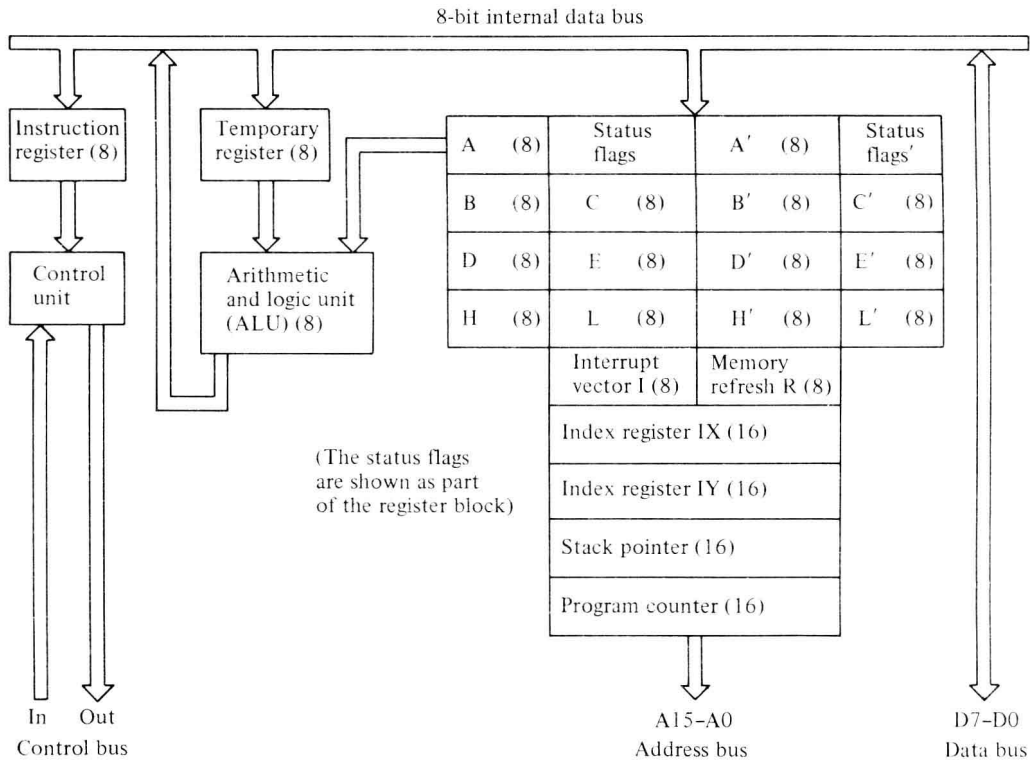 8-bit internal data bus
Instruction
register (8)
Temporary
register (8)
A (8)
Status
flags
A′ (8)
Status
flags′
B (8)
C (8)
B′ (8)
C′ (8)
Control
unit
Arithmetic
and logic unit
(ALU) (8)
D (8)
E (8)
D′ (8)
E′ (8)
H (8)
L (8)
H′ (8)
L′ (8)
Interrupt
vector I (8)
Memory
refresh R (8)
Index register IX (16)
(The status flags
are shown as part
of the register block)
Index register IY (16)
Stack pointer (16)
Program counter (16)
In Out
Control bus
A15–A0
Address bus
D7–D0
Data bus